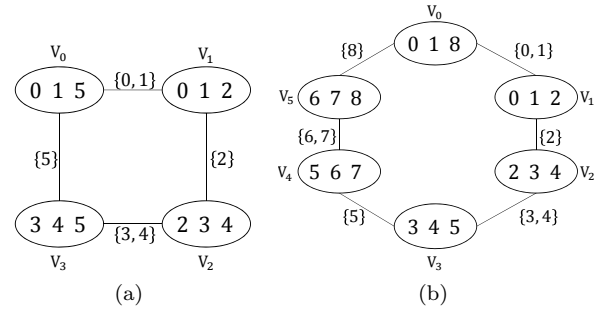 V0
0 1 5
{0, 1}
V1
0 1 2
{5}
{2}
3 4 5
V3
{3, 4}
2 3 4
V2
(a)
V0
0 1 8
{8}
{0, 1}
V5
6 7 8
0 1 2
V1
{6, 7}
{2}
V4
5 6 7
2 3 4
V2
{5}
{3, 4}
3 4 5
V3
(b)